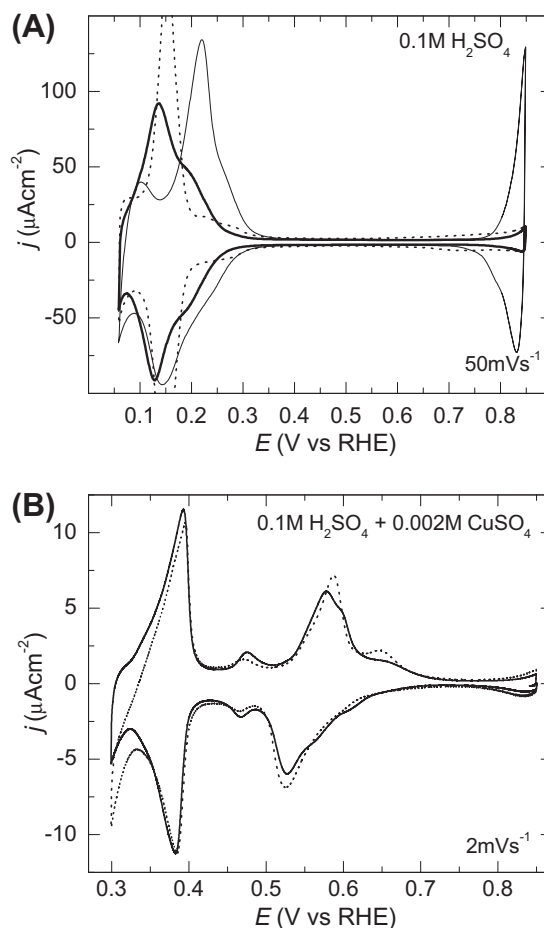 (A)
0.1M H₂SO₄
100
50
0
-50
j (µAcm⁻²)
50mVs⁻¹
0.1 0.2 0.3 0.4 0.5 0.6 0.7 0.8
E (V vs RHE)
(B)
0.1M H₂SO₄ + 0.002M CuSO₄
10
5
0
-5
-10
j (µAcm⁻²)
2mVs⁻¹
0.3 0.4 0.5 0.6 0.7 0.8
E (V vs RHE)